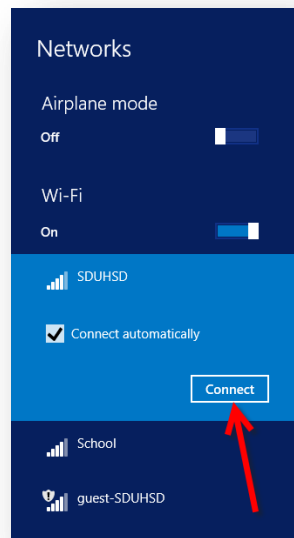 Networks
Airplane mode
Off
Wi-Fi
On
SDUHSD
Connect automatically
Connect
School
guest-SDUHSD